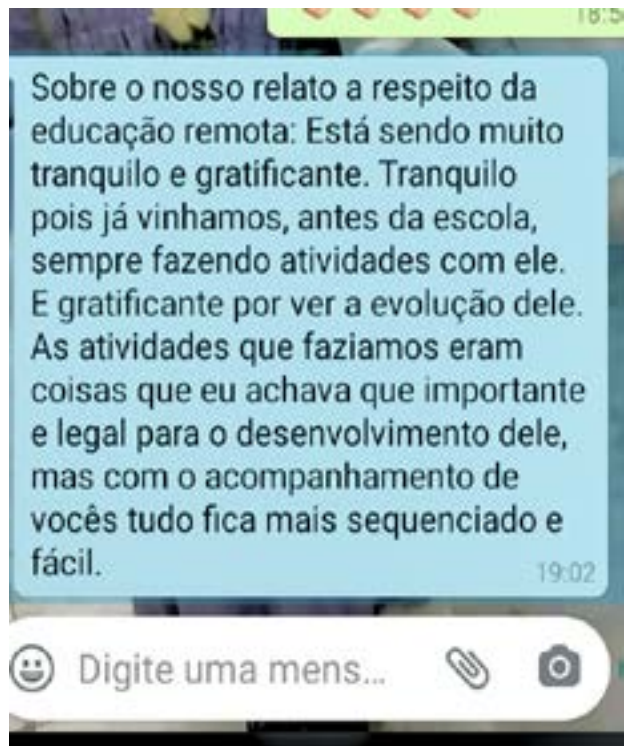 18:5
Sobre o nosso relato a respeito da
educação remota: Está sendo muito
tranquilo e gratificante. Tranquilo
pois já vinhamos, antes da escola,
sempre fazendo atividades com ele.
E gratificante por ver a evolução dele.
As atividades que faziamos eram
coisas que eu achava que importante
e legal para o desenvolvimento dele,
mas com o acompanhamento de
vocês tudo fica mais sequenciado e
fácil.
19:02
Digite uma mens...